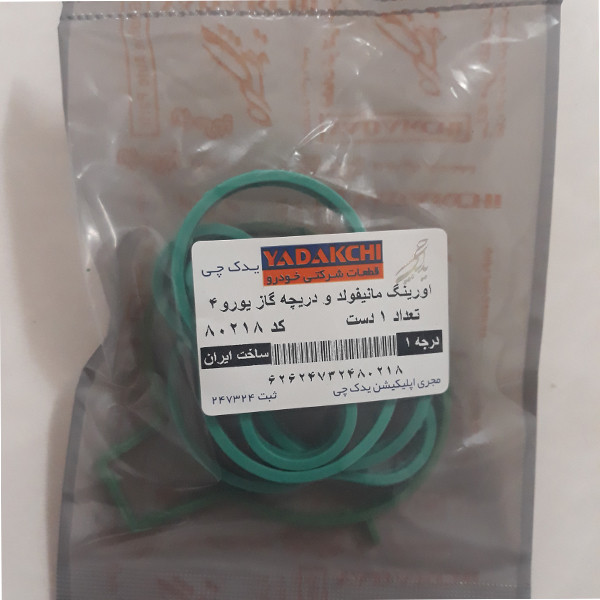 YADAKCHI یدک چی
قطعات شرکتی خودرو
اورینگ مانیفولد و دریچه گاز یورو ۴
تعداد ۱ دست کد ۸۰۲۱۸
درجه ۱ ساخت ایران
۶۲۶۲۴۷۳۲۴۸۰۲۱۸
مجری اپلیکیشن یدک چی ثبت ۲۴۷۳۲۴